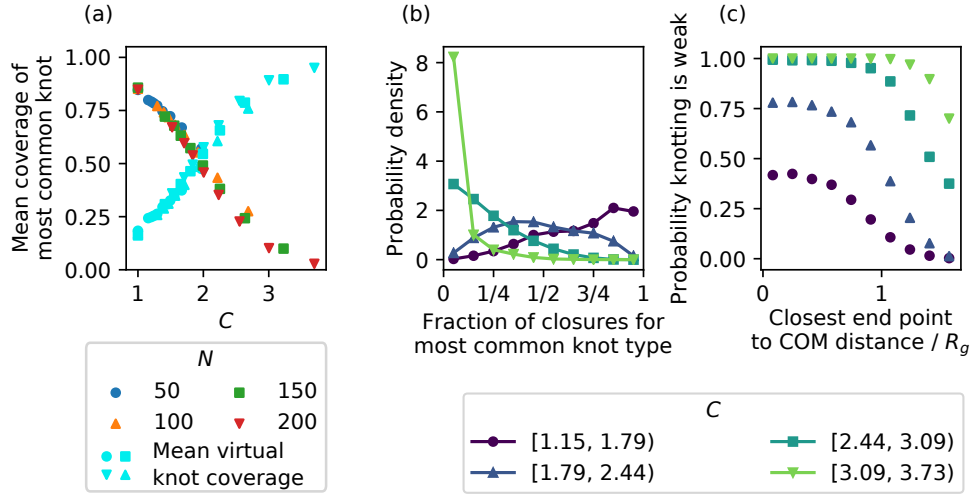 (a)
Mean coverage of
most common knot
1.00
0.75
0.50
0.25
0.00
1
2
3
C
N
50
150
100
200
Mean virtual
knot coverage
(b)
Probability density
8
6
4
2
0
0
1/4
1/2
3/4
1
Fraction of closures for
most common knot type
(c)
Probability knotting is weak
1.00
0.75
0.50
0.25
0.00
0
1
Closest end point
to COM distance / R_g
C
[1.15, 1.79)
[2.44, 3.09)
[1.79, 2.44)
[3.09, 3.73)